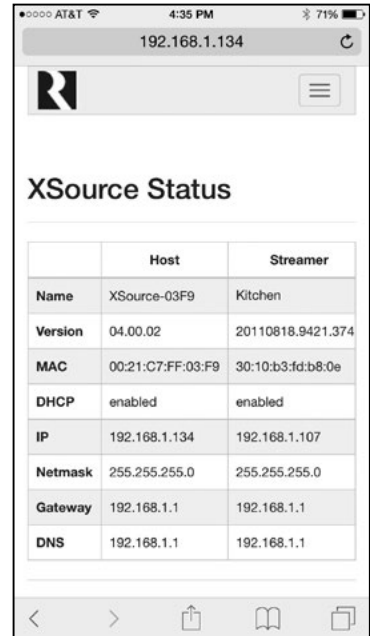 AT&T 4:35 PM 71%
192.168.1.134
R
XSource Status
Host Streamer
Name XSource-03F9 Kitchen
Version 04.00.02 20110818.9421.374
MAC 00:21:C7:FF:03:F9 30:10:b3:fd:b8:0e
DHCP enabled enabled
IP 192.168.1.134 192.168.1.107
Netmask 255.255.255.0 255.255.255.0
Gateway 192.168.1.1 192.168.1.1
DNS 192.168.1.1 192.168.1.1